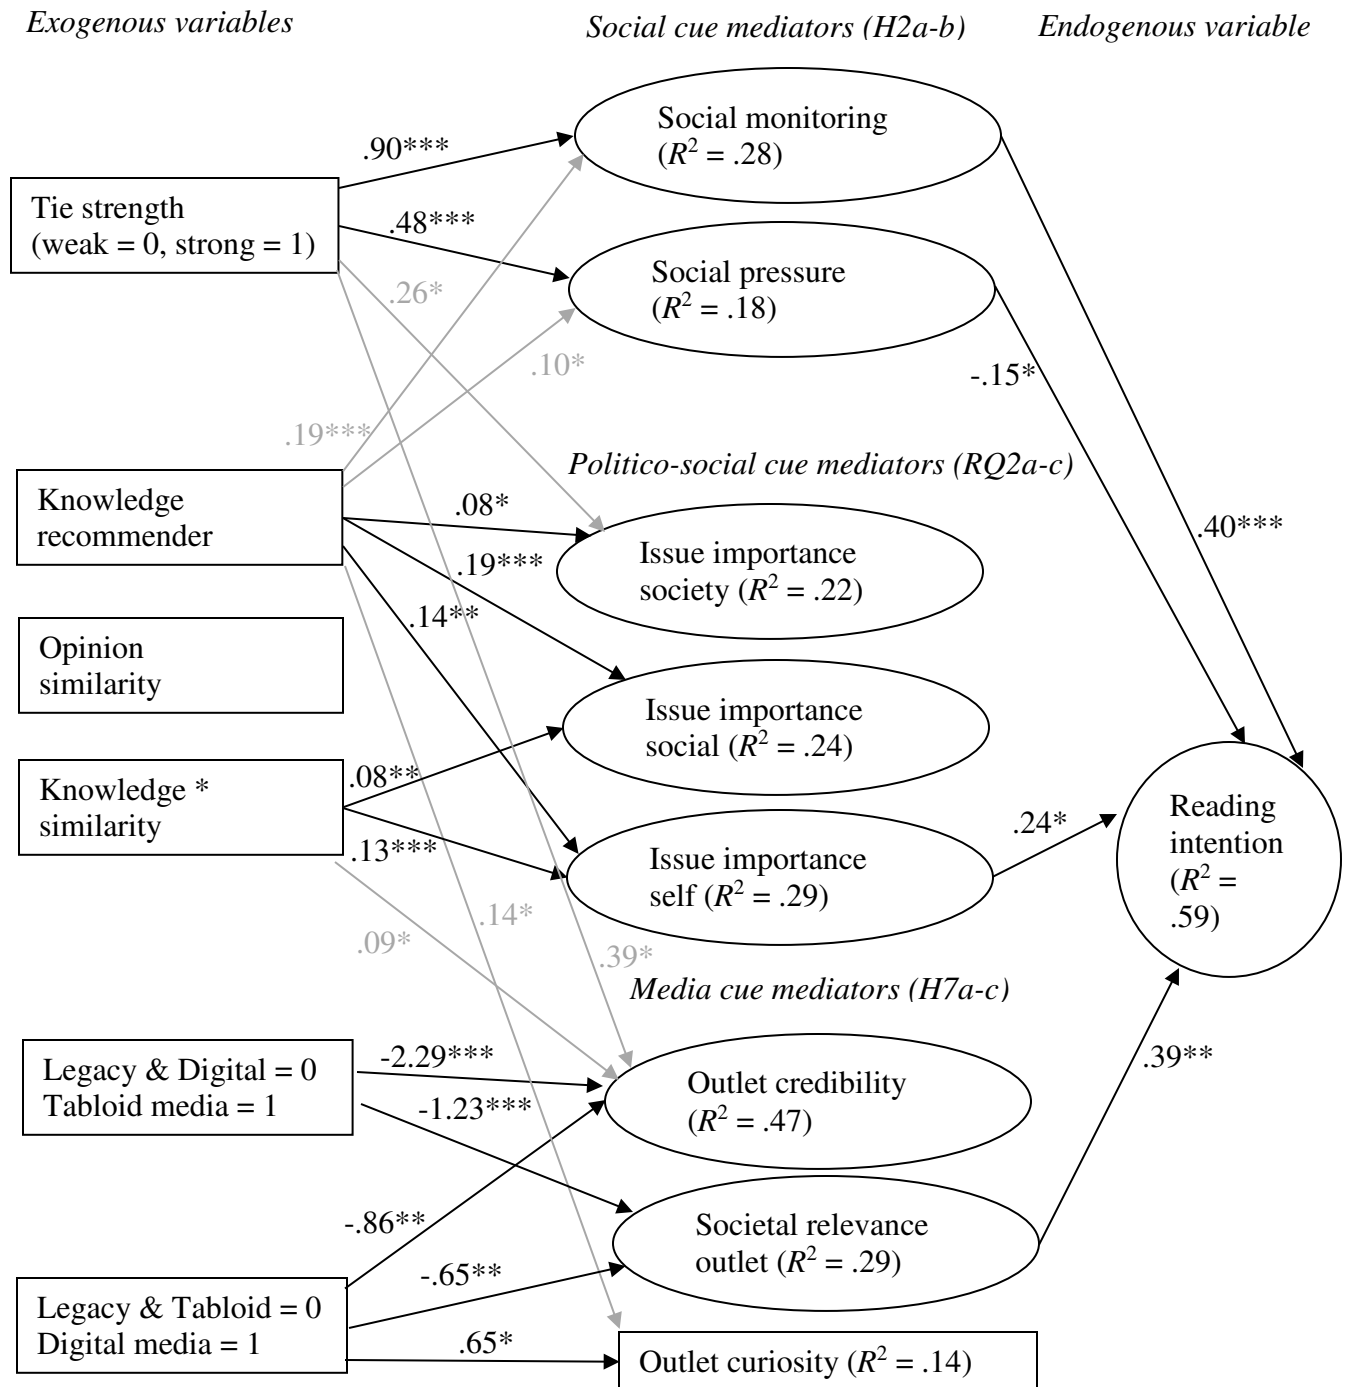 Exogenous variables
Social cue mediators (H2a-b)
Endogenous variable
Social monitoring
(R² = .28)
.90***
Tie strength
(weak = 0, strong = 1)
.48***
Social pressure
(R² = .18)
.26*
.10*
-.15*
.19***
Politico-social cue mediators (RQ2a-c)
Knowledge
recommender
.08*
.40***
Issue importance
society (R² = .22)
.19***
.14**
Opinion
similarity
Issue importance
social (R² = .24)
Knowledge *
similarity
.08**
.13***
Issue importance
self (R² = .29)
.24*
Reading
intention
(R² =
.59)
.14*
.09*
.39*
Media cue mediators (H7a-c)
Legacy & Digital = 0
Tabloid media = 1
-2.29***
-1.23***
Outlet credibility
(R² = .47)
.39**
-.86**
Societal relevance
outlet (R² = .29)
-.65**
Legacy & Tabloid = 0
Digital media = 1
.65*
Outlet curiosity (R² = .14)